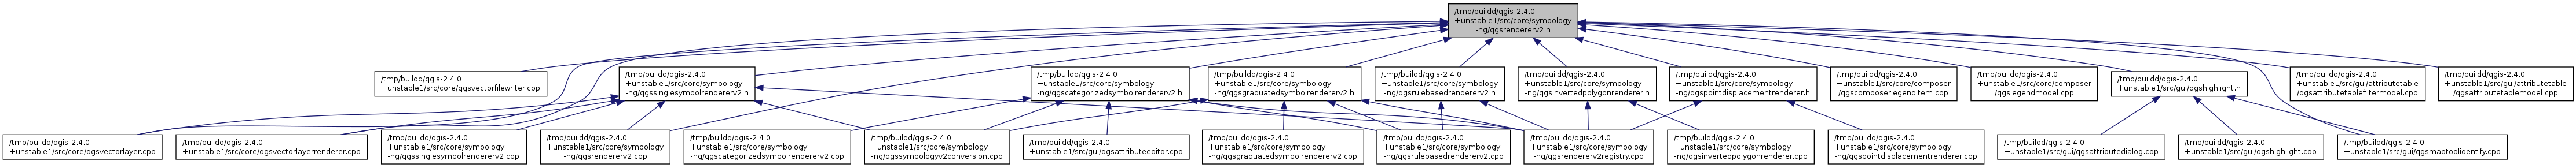 /tmp/buildd/qgis-2.4.0
+unstable1/src/core/symbology
-ng/qgsrendererv2.h
/tmp/buildd/qgis-2.4.0
+unstable1/src/core/qgsvectorfilewriter.cpp
/tmp/buildd/qgis-2.4.0
+unstable1/src/core/symbology
-ng/qgssinglesymbolrendererv2.h
/tmp/buildd/qgis-2.4.0
+unstable1/src/core/symbology
-ng/qgscategorizedsymbolrendererv2.h
/tmp/buildd/qgis-2.4.0
+unstable1/src/core/symbology
-ng/qgsgraduatedsymbolrendererv2.h
/tmp/buildd/qgis-2.4.0
+unstable1/src/core/symbology
-ng/qgsrulebasedrendererv2.h
/tmp/buildd/qgis-2.4.0
+unstable1/src/core/symbology
-ng/qgsinvertedpolygonrenderer.h
/tmp/buildd/qgis-2.4.0
+unstable1/src/core/symbology
-ng/qgspointdisplacementrenderer.h
/tmp/buildd/qgis-2.4.0
+unstable1/src/core/composer
/qgscomposerlegenditem.cpp
/tmp/buildd/qgis-2.4.0
+unstable1/src/core/composer
/qgslegendmodel.cpp
/tmp/buildd/qgis-2.4.0
+unstable1/src/gui/qgshighlight.h
/tmp/buildd/qgis-2.4.0
+unstable1/src/gui/attributetable
/qgsattributetablefiltermodel.cpp
/tmp/buildd/qgis-2.4.0
+unstable1/src/gui/attributetable
/qgsattributetablemodel.cpp
/tmp/buildd/qgis-2.4.0
+unstable1/src/core/qgsvectorlayer.cpp
/tmp/buildd/qgis-2.4.0
+unstable1/src/core/qgsvectorlayerrenderer.cpp
/tmp/buildd/qgis-2.4.0
+unstable1/src/core/symbology
-ng/qgssinglesymbolrendererv2.cpp
/tmp/buildd/qgis-2.4.0
+unstable1/src/core/symbology
-ng/qgsrendererv2.cpp
/tmp/buildd/qgis-2.4.0
+unstable1/src/core/symbology
-ng/qgscategorizedsymbolrendererv2.cpp
/tmp/buildd/qgis-2.4.0
+unstable1/src/core/symbology
-ng/qgssymbologyv2conversion.cpp
/tmp/buildd/qgis-2.4.0
+unstable1/src/gui/qgsattributeeditor.cpp
/tmp/buildd/qgis-2.4.0
+unstable1/src/core/symbology
-ng/qgsgraduatedsymbolrendererv2.cpp
/tmp/buildd/qgis-2.4.0
+unstable1/src/core/symbology
-ng/qgsrulebasedrendererv2.cpp
/tmp/buildd/qgis-2.4.0
+unstable1/src/core/symbology
-ng/qgsrendererv2registry.cpp
/tmp/buildd/qgis-2.4.0
+unstable1/src/core/symbology
-ng/qgsinvertedpolygonrenderer.cpp
/tmp/buildd/qgis-2.4.0
+unstable1/src/core/symbology
-ng/qgspointdisplacementrenderer.cpp
/tmp/buildd/qgis-2.4.0
+unstable1/src/gui/qgsattributedialog.cpp
/tmp/buildd/qgis-2.4.0
+unstable1/src/gui/qgshighlight.cpp
/tmp/buildd/qgis-2.4.0
+unstable1/src/gui/qgsmaptoolidentify.cpp